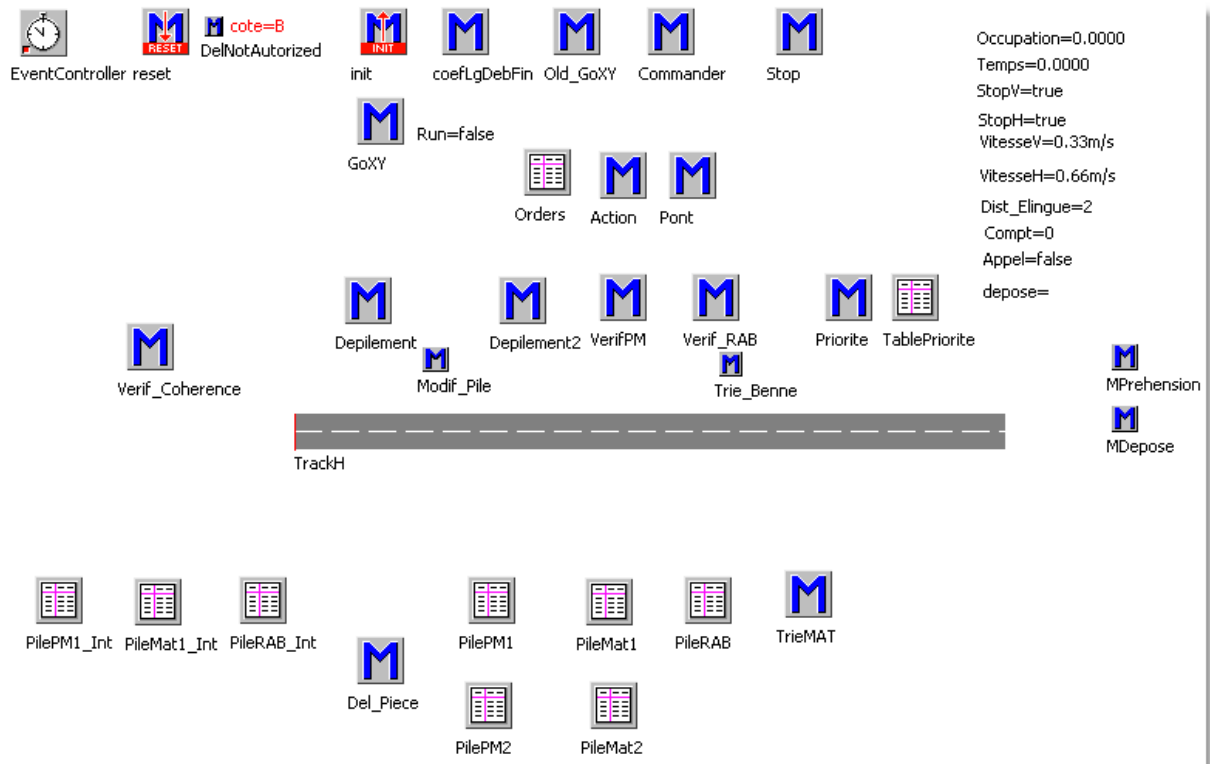 cote=B
DelNotAutorized
EventController reset
RESET
INIT
init
coefLgDebFin
Old_GoXY
Commander
Stop
Occupation=0.0000
Temps=0.0000
StopV=true
StopH=true
VitesseV=0.33m/s
VitesseH=0.66m/s
Dist_Elingue=2
Compt=0
Appel=false
depose=
GoXY
Run=false
Orders
Action
Pont
Depilement
Depilement2
VerifPM
Verif_RAB
Priorite
TablePriorite
Verif_Coherence
Modif_Pile
Trie_Benne
MPrehension
MDepose
TrackH
PilePM1_Int
PileMat1_Int
PileRAB_Int
PilePM1
PileMat1
PileRAB
TrieMAT
Del_Piece
PilePM2
PileMat2